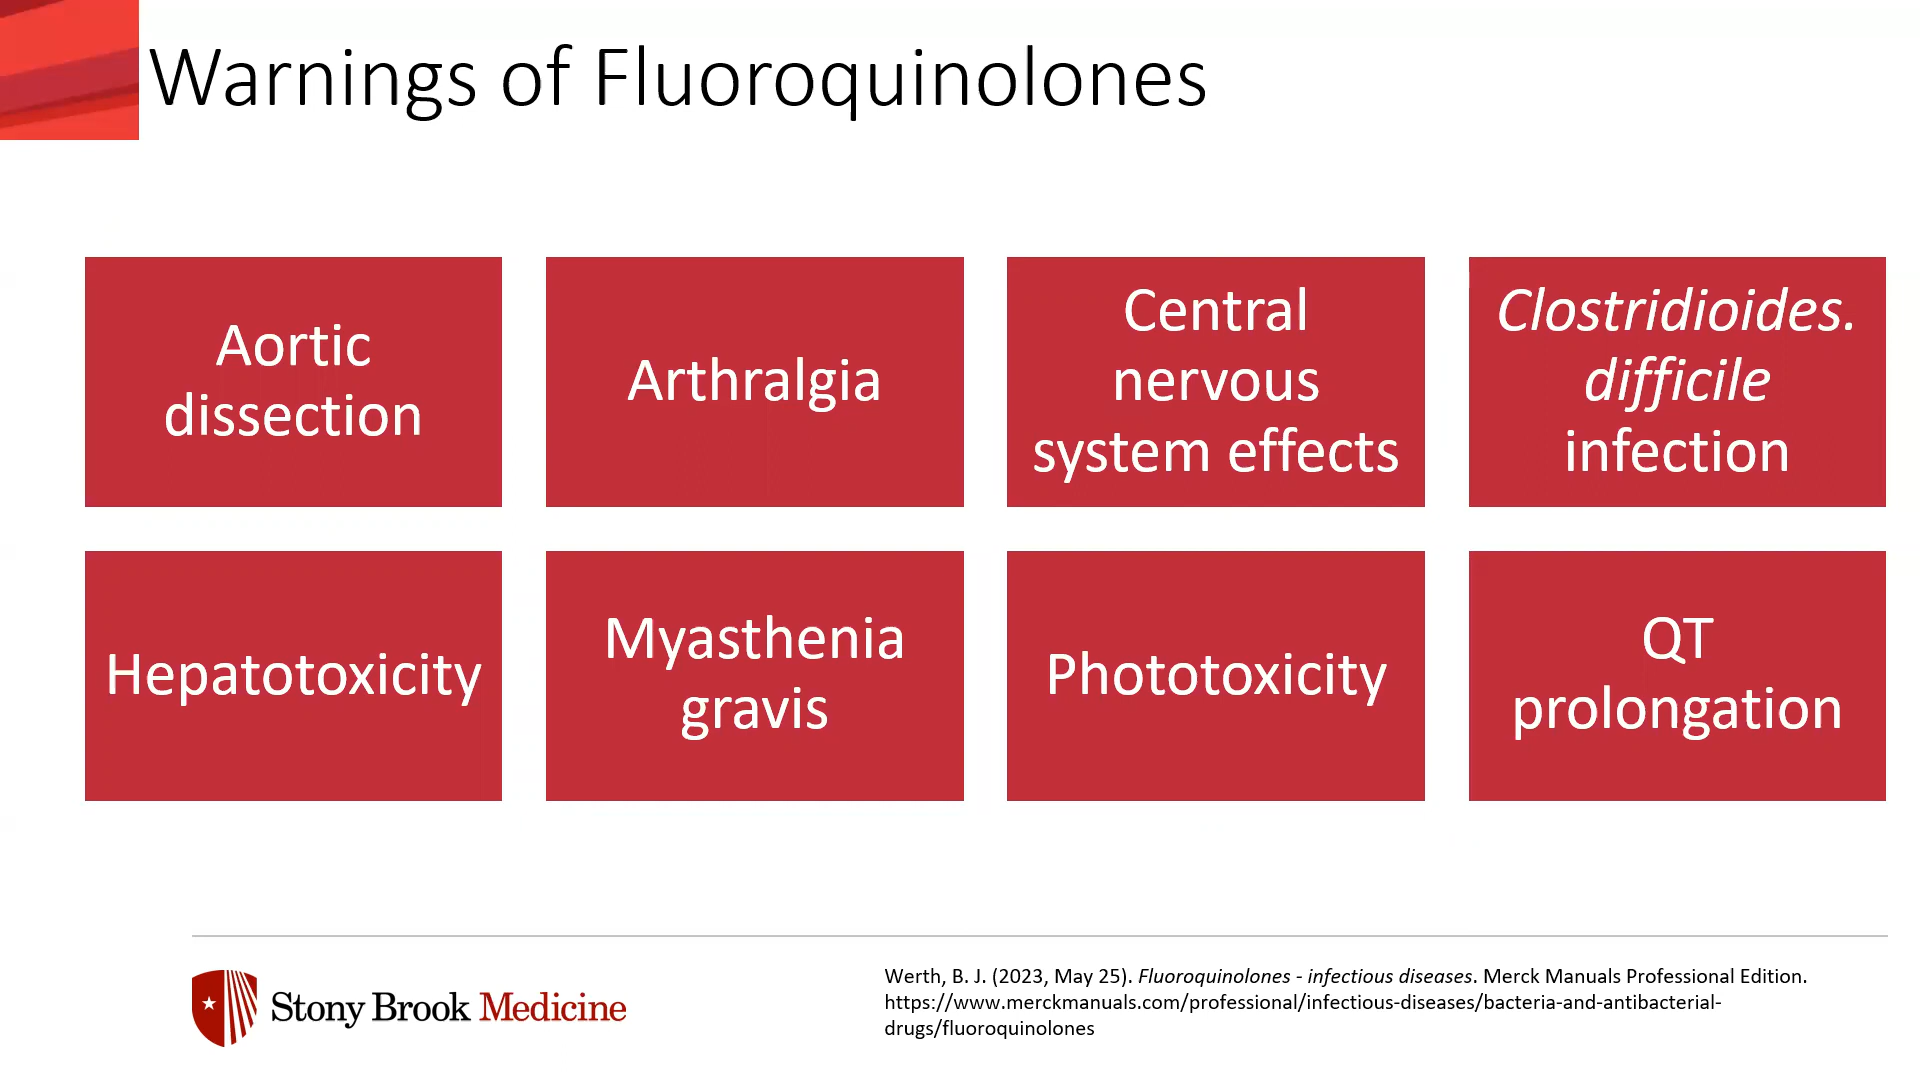 Warnings of Fluoroquinolones
Aortic
dissection
Arthralgia
Central
nervous
system effects
Clostridioides.
difficile
infection
Hepatotoxicity
Myasthenia
gravis
Phototoxicity
QT
prolongation
Stony Brook Medicine
Werth, B. J. (2023, May 25). Fluoroquinolones - infectious diseases. Merck Manuals Professional Edition.
https://www.merckmanuals.com/professional/infectious-diseases/bacteria-and-antibacterial-
drugs/fluoroquinolones